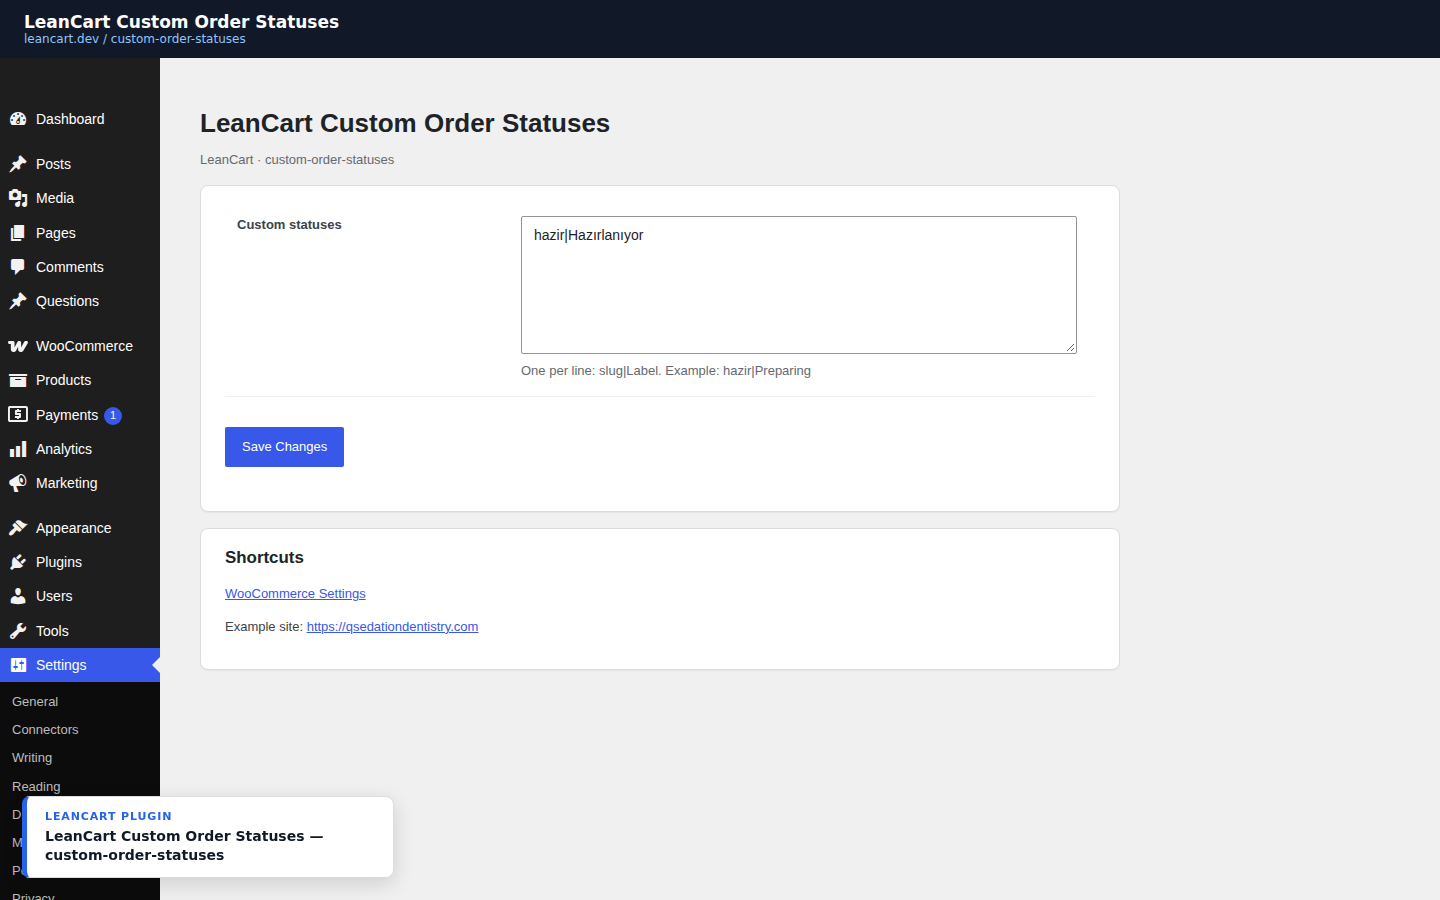 LeanCart Custom Order Statuses
leancart.dev / custom-order-statuses
Dashboard
Posts
Media
Pages
Comments
Questions
WooCommerce
Products
Payments 1
Analytics
Marketing
Appearance
Plugins
Users
Tools
Settings
General
Connectors
Writing
Reading
LeanCart Custom Order Statuses
LeanCart · custom-order-statuses
Custom statuses
hazir|Hazırlanıyor
One per line: slug|Label. Example: hazir|Preparing
Save Changes
Shortcuts
WooCommerce Settings
Example site: https://qsedationdentistry.com
LEANCART PLUGIN
LeanCart Custom Order Statuses —
custom-order-statuses
Privacy